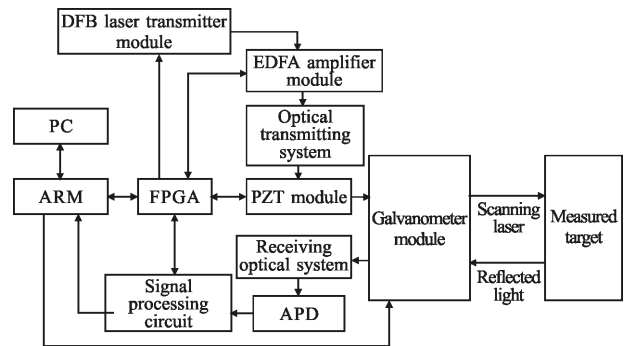 DFB laser transmitter
module
EDFA amplifier
module
Optical
transmitting
system
PC
ARM
FPGA
PZT module
Galvanometer
module
Scanning
laser
Measured
target
Reflected
light
Receiving
optical system
Signal
processing
circuit
APD